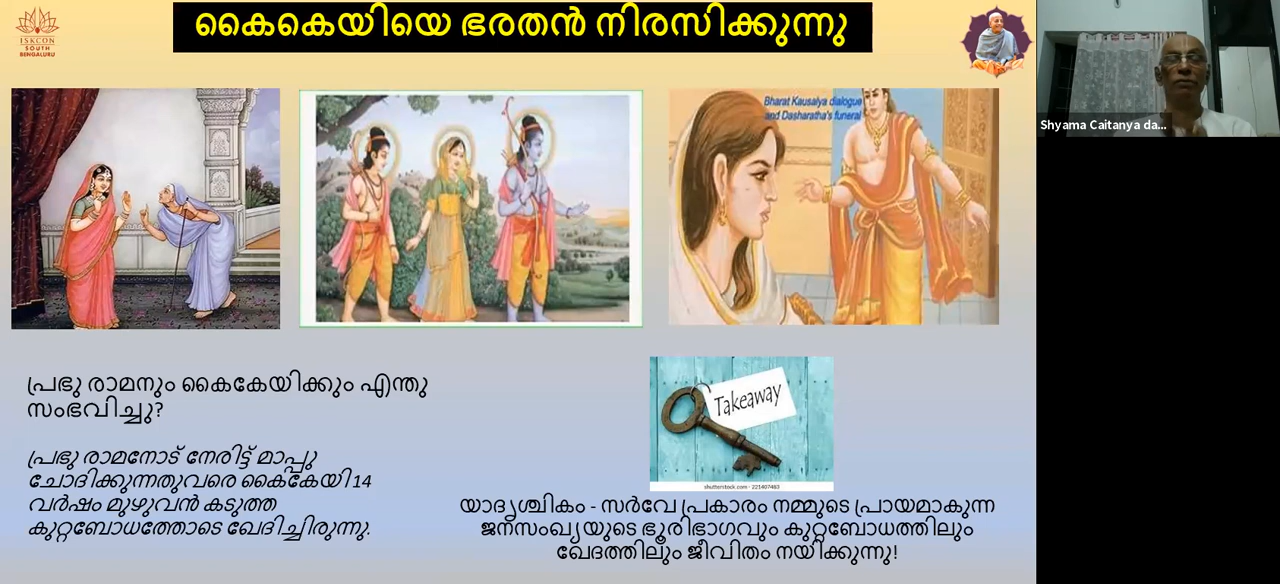 കൈകെയിയെ ഭരതൻ നിരസിക്കുന്നു
ISKCON
SOUTH
BENGALURU
Bharat Kausalya dialogue
and Dasharatha's funeral
Shyama Caitanya da...
പ്രഭു രാമനും കൈകേയിക്കും എന്തു
സംഭവിച്ചു?
പ്രഭു രാമനോട് നേരിട്ട് മാപ്പു
ചോദിക്കുന്നതുവരെ കൈകേയി 14
വർഷം മുഴുവൻ കടുത്ത
കുറ്റബോധത്തോടെ ഖേദിച്ചിരുന്നു.
Takeaway
shutterstock.com · 221407463
യാദൃശ്ചികം - സർവേ പ്രകാരം നമ്മുടെ പ്രായമാകുന്ന
ജനസംഖ്യയുടെ ഭൂരിഭാഗവും കുറ്റബോധത്തിലും
ഖേദത്തിലും ജീവിതം നയിക്കുന്നു!